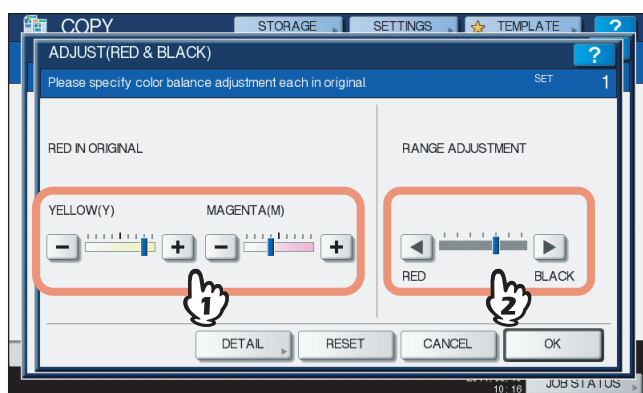 COPY STORAGE SETTINGS TEMPLATE ?
ADJUST(RED & BLACK) ?
Please specify color balance adjustment each in original. SET 1
RED IN ORIGINAL RANGE ADJUSTMENT
YELLOW(Y) MAGENTA(M)
- + - +
RED BLACK
1 2
DETAIL RESET CANCEL OK
10:16 JOB STATUS